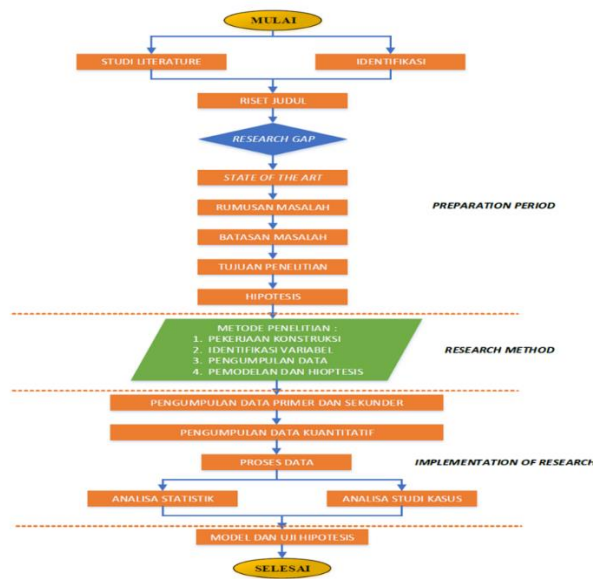 MULAI
STUDI LITERATURE
IDENTIFIKASI
RISET JUDUL
RESEARCH GAP
STATE OF THE ART
RUMUSAN MASALAH
PREPARATION PERIOD
BATASAN MASALAH
TUJUAN PENELITIAN
HIPOTESIS
METODE PENELITIAN :
1. PEKERJAAN KONSTRUKSI
2. IDENTIFIKASI VARIABEL
3. PENGUMPULAN DATA
4. PEMODELAN DAN HIOPTESIS
RESEARCH METHOD
PENGUMPULAN DATA PRIMER DAN SEKUNDER
PENGUMPULAN DATA KUANTITATIF
PROSES DATA
IMPLEMENTATION OF RESEARCH
ANALISA STATISTIK
ANALISA STUDI KASUS
MODEL DAN UJI HIPOTESIS
SELESAI